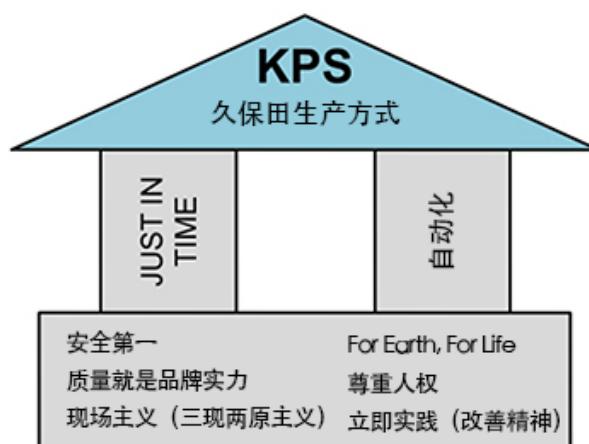 KPS
久保田生产方式
JUST IN
TIME
自动化
安全第一
质量就是品牌实力
现场主义（三现两原主义）
For Earth, For Life
尊重人权
立即实践（改善精神）